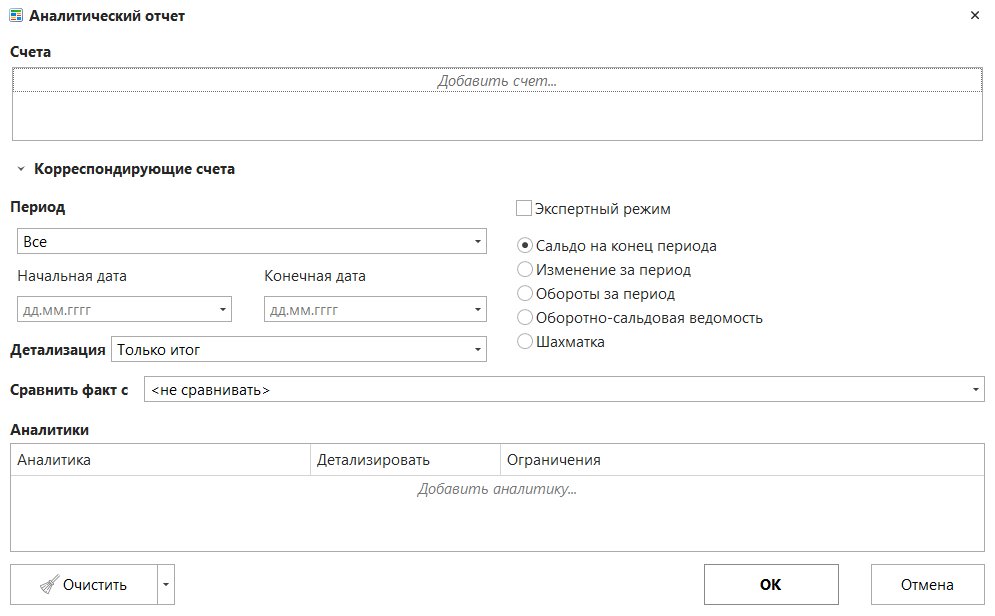 Аналитический отчет
Счета
Добавить счет...
Корреспондирующие счета
Период
Все
Начальная дата Конечная дата
дд.мм.гггг дд.мм.гггг
Детализация Только итог
Экспертный режим
Сальдо на конец периода
Изменение за период
Обороты за период
Оборотно-сальдовая ведомость
Шахматка
Сравнить факт с <не сравнивать>
Аналитики
Аналитика Детализировать Ограничения
Добавить аналитику...
Очистить ОК Отмена